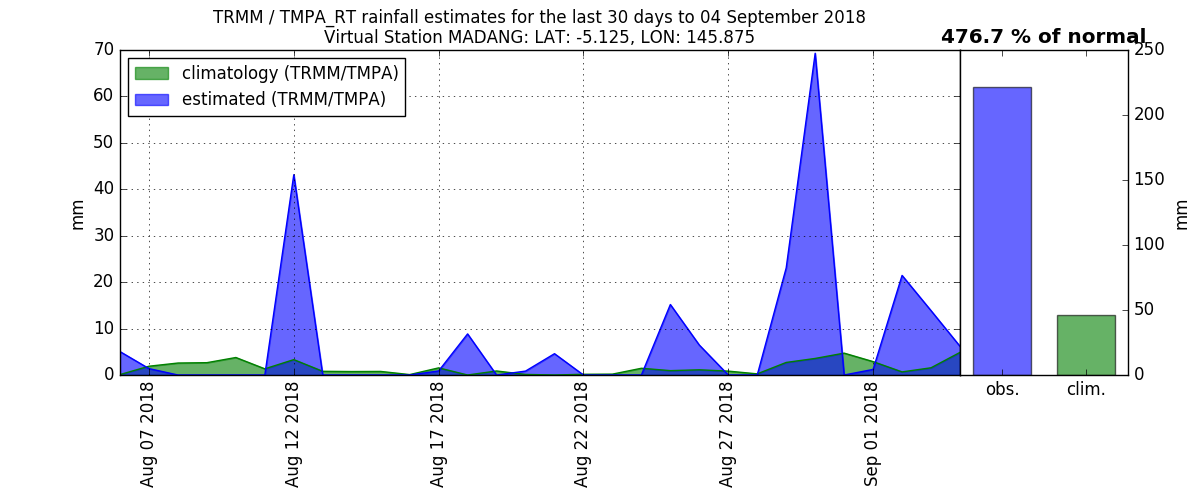 TRMM / TMPA_RT rainfall estimates for the last 30 days to 04 September 2018
Virtual Station MADANG: LAT: -5.125, LON: 145.875
476.7 % of normal
climatology (TRMM/TMPA)
estimated (TRMM/TMPA)
mm
70
60
50
40
30
20
10
0
Aug 07 2018
Aug 12 2018
Aug 17 2018
Aug 22 2018
Aug 27 2018
Sep 01 2018
obs.
clim.
250
200
150
100
50
0
mm